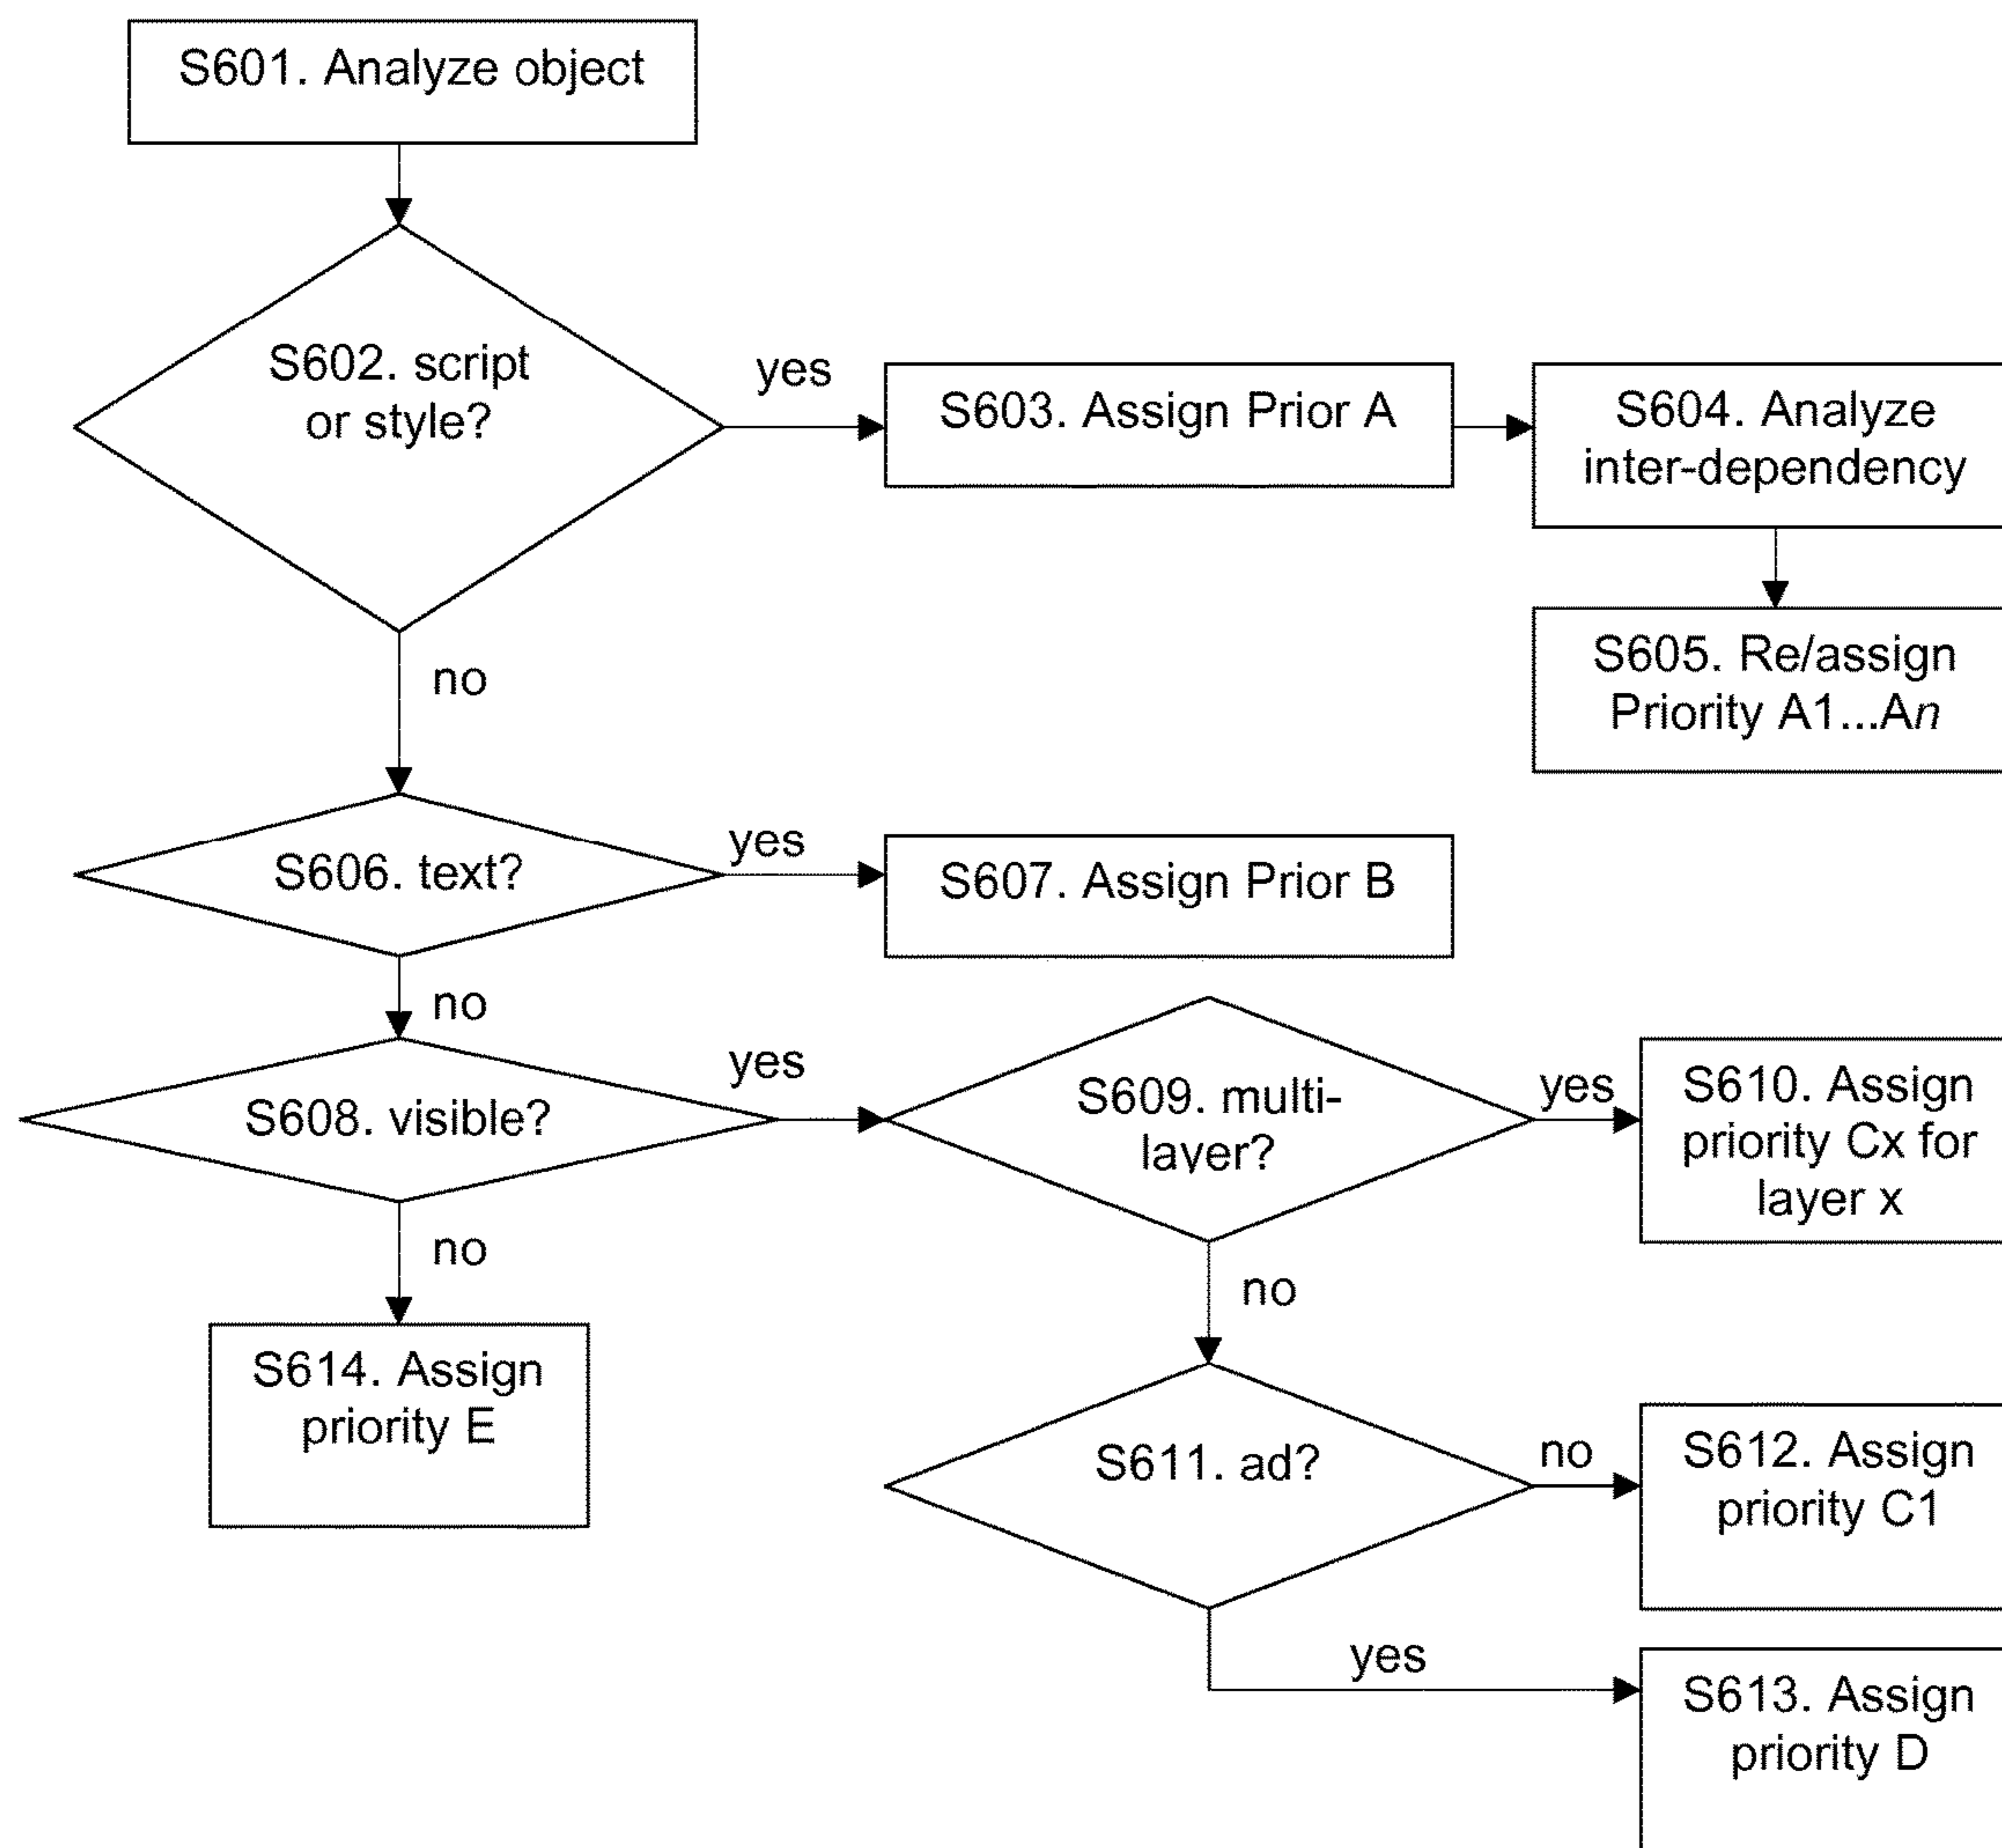 S601. Analyze object
S602. script
or style?
yes
S603. Assign Prior A
S604. Analyze
inter-dependency
no
S605. Re/assign
Priority A1...An
S606. text?
yes
S607. Assign Prior B
no
S608. visible?
yes
S609. multi-
layer?
yes
S610. Assign
priority Cx for
layer x
no
no
S614. Assign
priority E
S611. ad?
no
S612. Assign
priority C1
yes
S613. Assign
priority D